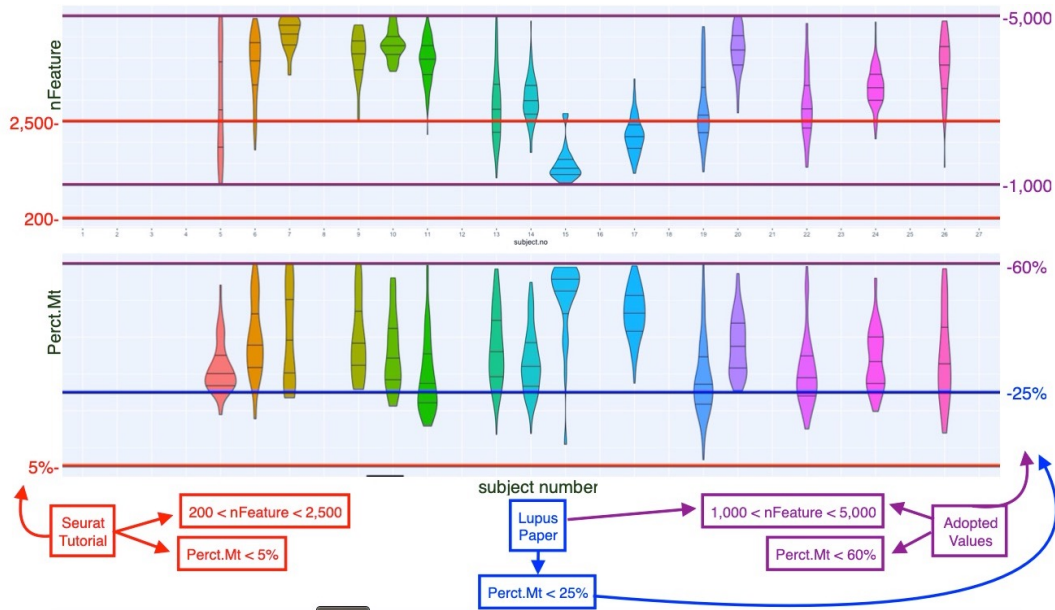 nFeature
-5,000
2,500-
-1,000
200-
1 2 3 4 5 6 7 8 9 10 11 12 13 14 15 16 17 18 19 20 21 22 23 24 25 26 27
subject.no
Perct.Mt
-60%
-25%
5%-
subject number
Seurat
Tutorial
200 < nFeature < 2,500
Perct.Mt < 5%
Lupus
Paper
Perct.Mt < 25%
1,000 < nFeature < 5,000
Perct.Mt < 60%
Adopted
Values